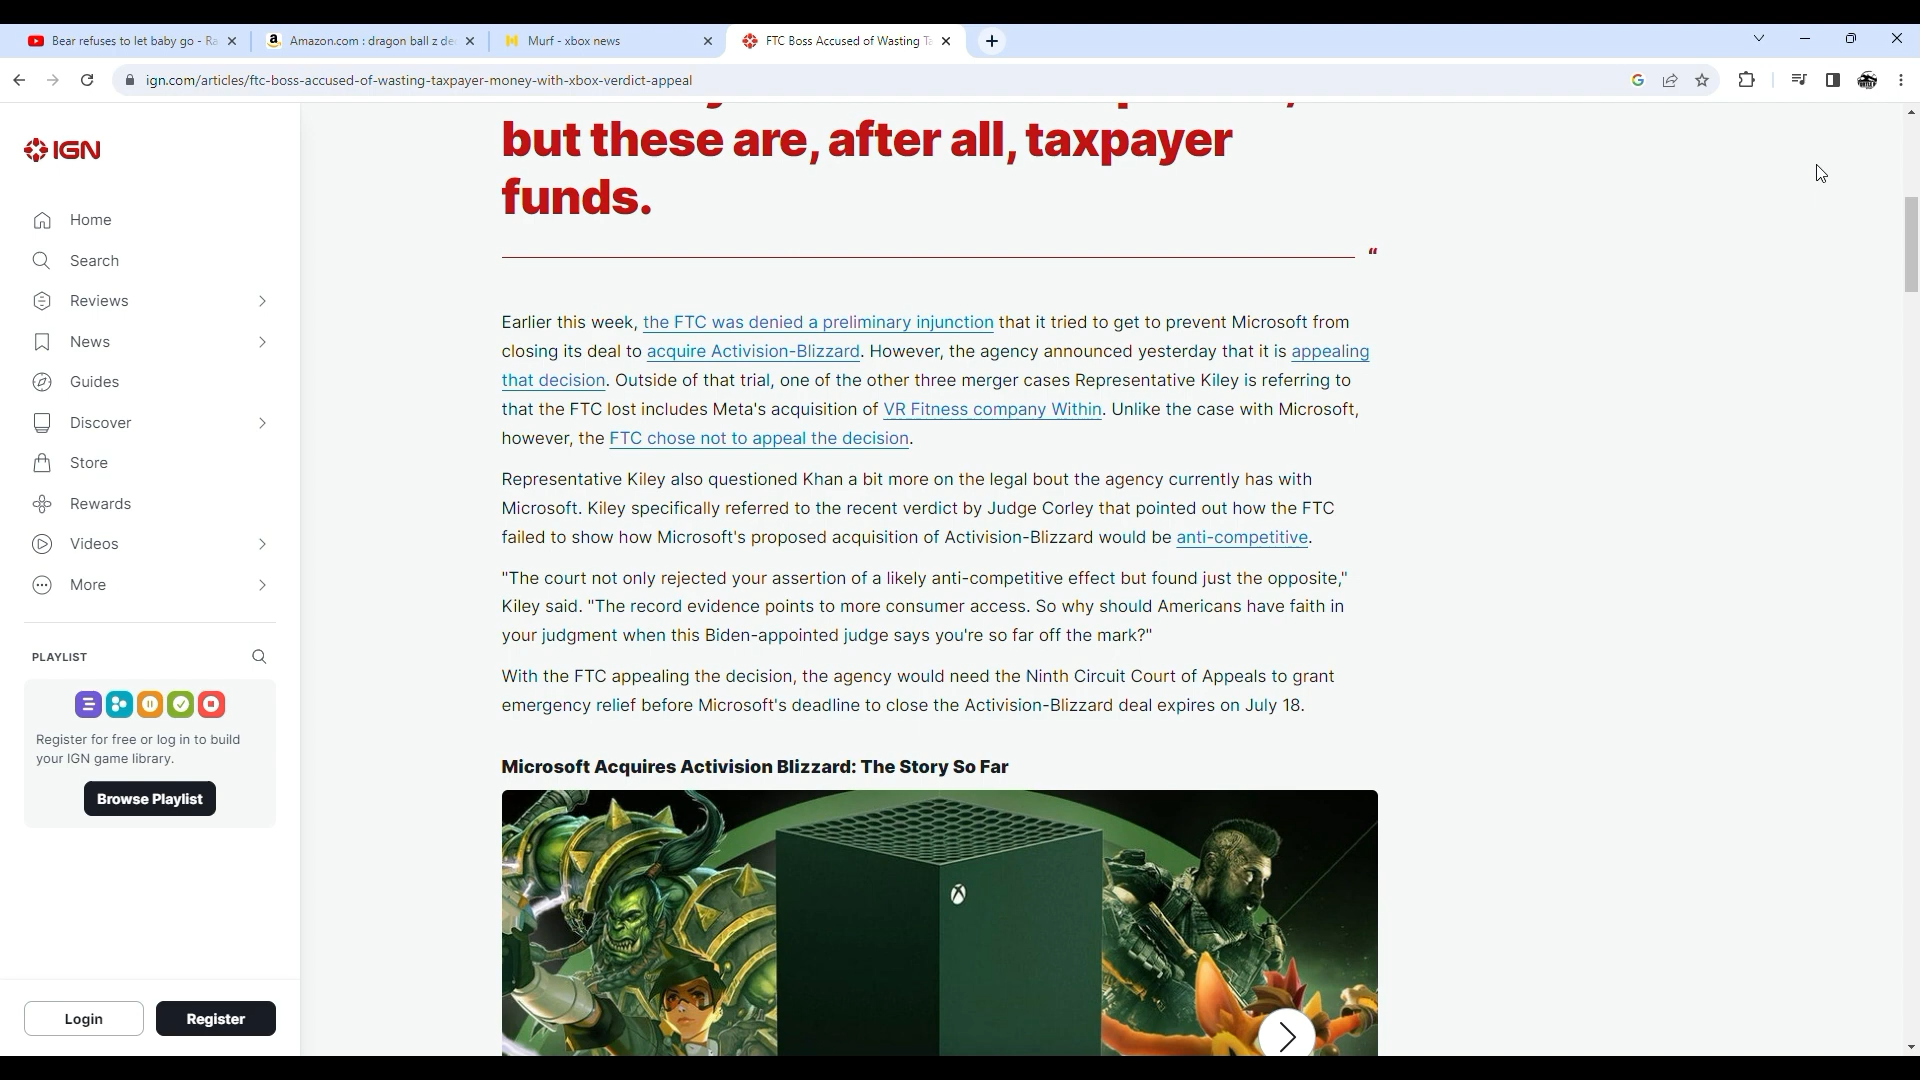 Bear refuses to let baby go - Ra
Amazon.com : dragon ball z de
Murf - xbox news
FTC Boss Accused of Wasting Ta
ign.com/articles/ftc-boss-accused-of-wasting-taxpayer-money-with-xbox-verdict-appeal
IGN
Home
Search
Reviews
News
Guides
Discover
Store
Rewards
Videos
More
PLAYLIST
Register for free or log in to build
your IGN game library.
Browse Playlist
Login
Register
but these are, after all, taxpayer
funds.
“
Earlier this week, the FTC was denied a preliminary injunction that it tried to get to prevent Microsoft from
closing its deal to acquire Activision-Blizzard. However, the agency announced yesterday that it is appealing
that decision. Outside of that trial, one of the other three merger cases Representative Kiley is referring to
that the FTC lost includes Meta's acquisition of VR Fitness company Within. Unlike the case with Microsoft,
however, the FTC chose not to appeal the decision.
Representative Kiley also questioned Khan a bit more on the legal bout the agency currently has with
Microsoft. Kiley specifically referred to the recent verdict by Judge Corley that pointed out how the FTC
failed to show how Microsoft's proposed acquisition of Activision-Blizzard would be anti-competitive.
"The court not only rejected your assertion of a likely anti-competitive effect but found just the opposite,"
Kiley said. "The record evidence points to more consumer access. So why should Americans have faith in
your judgment when this Biden-appointed judge says you're so far off the mark?"
With the FTC appealing the decision, the agency would need the Ninth Circuit Court of Appeals to grant
emergency relief before Microsoft's deadline to close the Activision-Blizzard deal expires on July 18.
Microsoft Acquires Activision Blizzard: The Story So Far